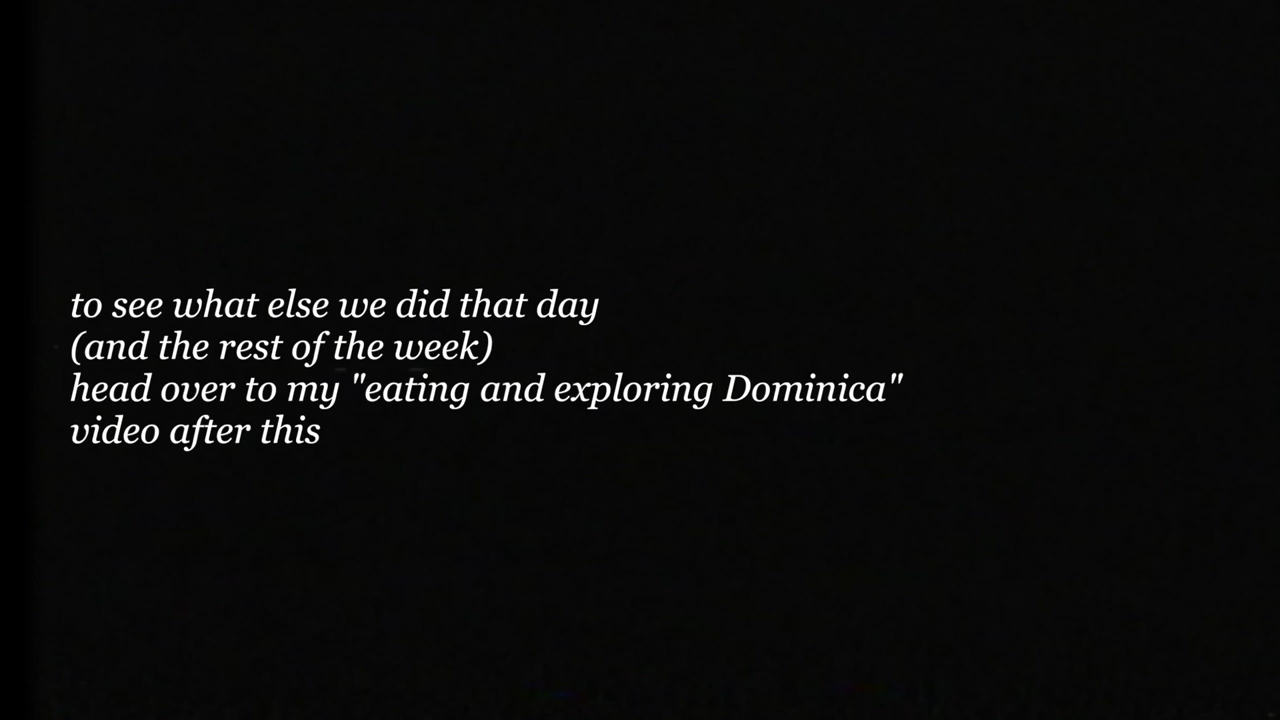 to see what else we did that day
(and the rest of the week)
head over to my "eating and exploring Dominica"
video after this